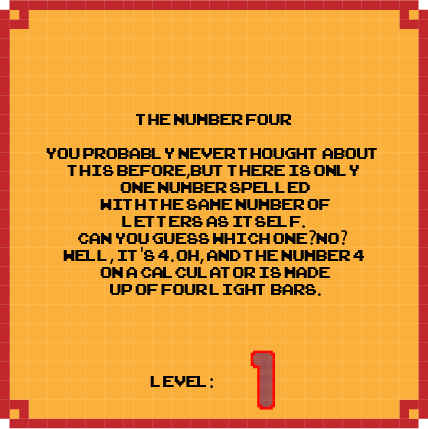 THE NUMBER FOUR
YOU PROBABLY NEVER THOUGHT ABOUT
THIS BEFORE,BUT THERE IS ONLY
ONE NUMBER SPELLED
WITH THE SAME NUMBER OF
LETTERS AS ITSELF.
CAN YOU GUESS WHICH ONE?NO?
WELL, IT'S 4.OH, AND THE NUMBER 4
ON A CALCULATOR IS MADE
UP OF FOUR LIGHT BARS.
LEVEL: 1